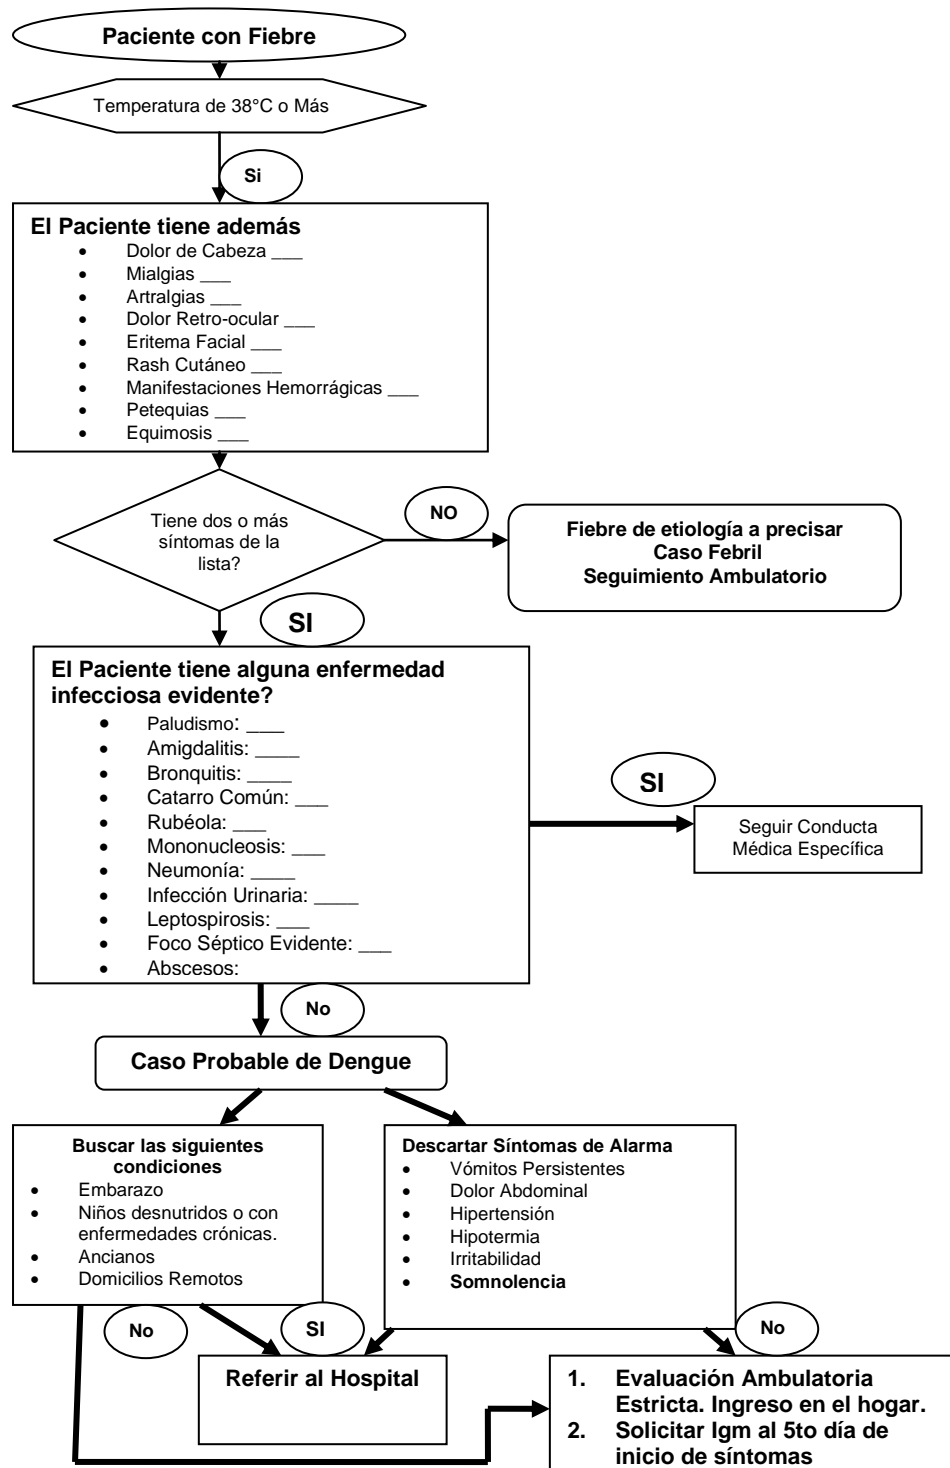 Paciente con Fiebre
Temperatura de 38°C o Más
Si
El Paciente tiene además
• Dolor de Cabeza ___
• Mialgias ___
• Artralgias ___
• Dolor Retro-ocular ___
• Eritema Facial ___
• Rash Cutáneo ___
• Manifestaciones Hemorrágicas ___
• Petequias ___
• Equimosis ___
Tiene dos o más
síntomas de la
lista?
NO
Fiebre de etiología a precisar
Caso Febril
Seguimiento Ambulatorio
SI
El Paciente tiene alguna enfermedad
infecciosa evidente?
• Paludismo: ___
• Amigdalitis: ____
• Bronquitis: ____
• Catarro Común: ___
• Rubéola: ___
• Mononucleosis: ___
• Neumonía: ____
• Infección Urinaria: ____
• Leptospirosis: ___
• Foco Séptico Evidente: ___
• Abscesos:
SI
Seguir Conducta
Médica Específica
No
Caso Probable de Dengue
Buscar las siguientes
condiciones
• Embarazo
• Niños desnutridos o con
enfermedades crónicas.
• Ancianos
• Domicilios Remotos
Descartar Síntomas de Alarma
• Vómitos Persistentes
• Dolor Abdominal
• Hipertensión
• Hipotermia
• Irritabilidad
• Somnolencia
No
SI
No
Referir al Hospital
1. Evaluación Ambulatoria
Estricta. Ingreso en el hogar.
2. Solicitar Igm al 5to día de
inicio de síntomas